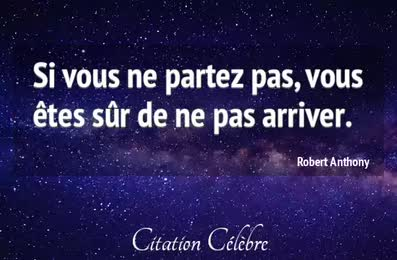 Si vous ne partez pas, vous
êtes sûr de ne pas arriver.
Robert Anthony
Citation Célèbre